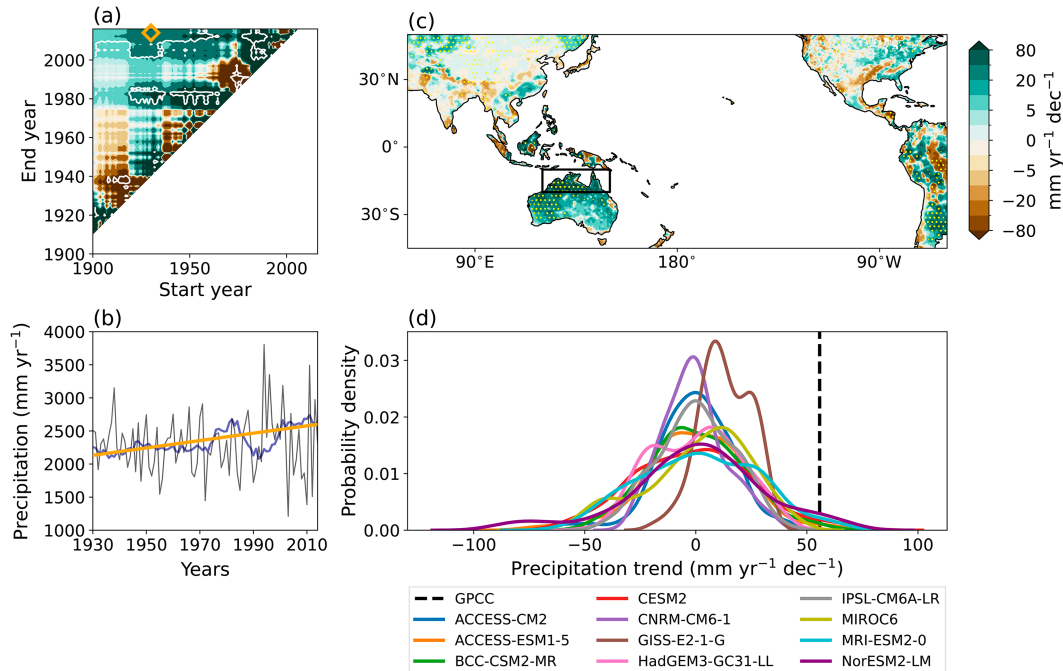 (a)
2000
1980
1960
1940
1920
1900
End year
1900
1950
2000
Start year
(c)
30°N
0°
30°S
90°E
180°
90°W
80
20
5
0
−5
−20
−80
mm yr⁻¹ dec⁻¹
(b)
4000
3500
3000
2500
2000
1500
1000
Precipitation (mm yr⁻¹)
1930
1950
1970
1990
2010
Years
(d)
0.03
0.02
0.01
0.00
Probability density
−100
−50
0
50
100
Precipitation trend (mm yr⁻¹ dec⁻¹)
GPCC
ACCESS-CM2
ACCESS-ESM1-5
BCC-CSM2-MR
CESM2
CNRM-CM6-1
GISS-E2-1-G
HadGEM3-GC31-LL
IPSL-CM6A-LR
MIROC6
MRI-ESM2-0
NorESM2-LM